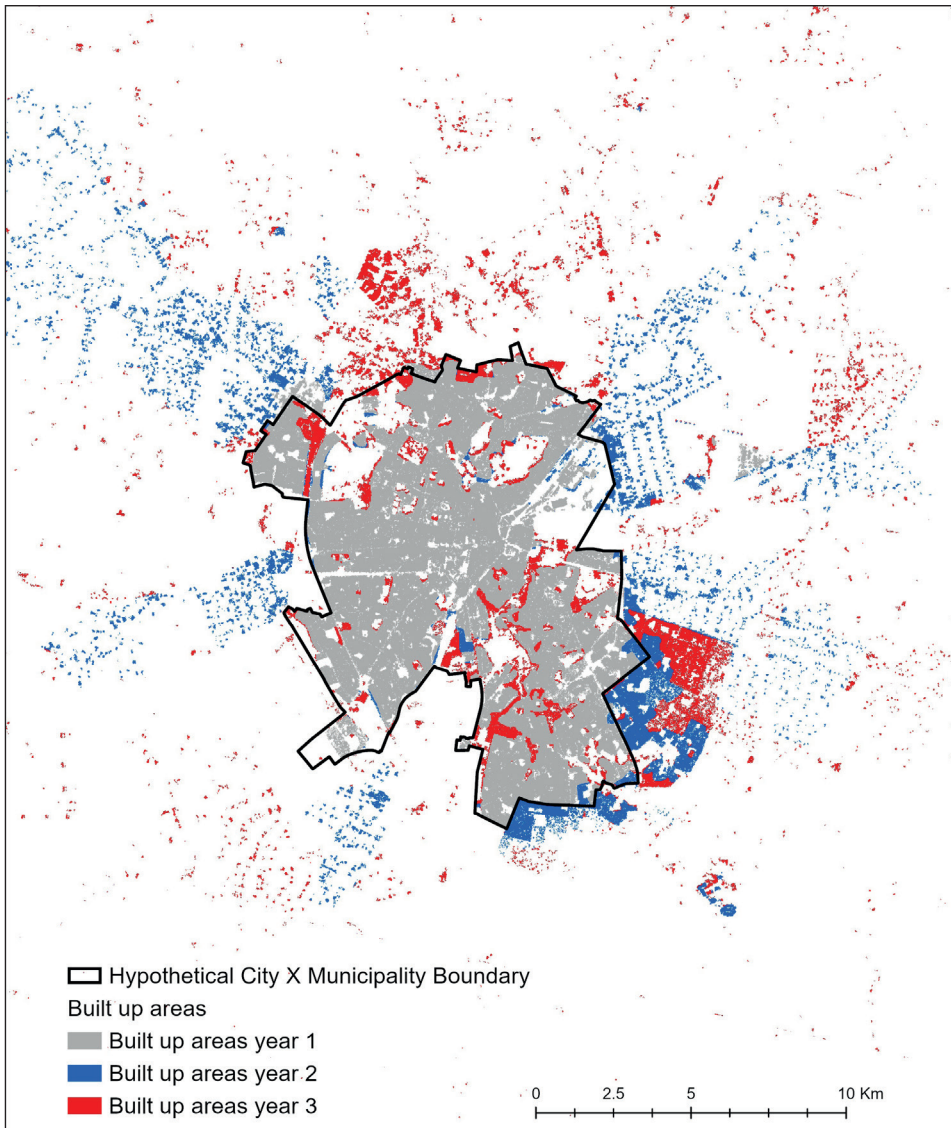 Hypothetical City X Municipality Boundary
Built up areas
Built up areas year 1
Built up areas year 2
Built up areas year 3
0 2.5 5 10 Km